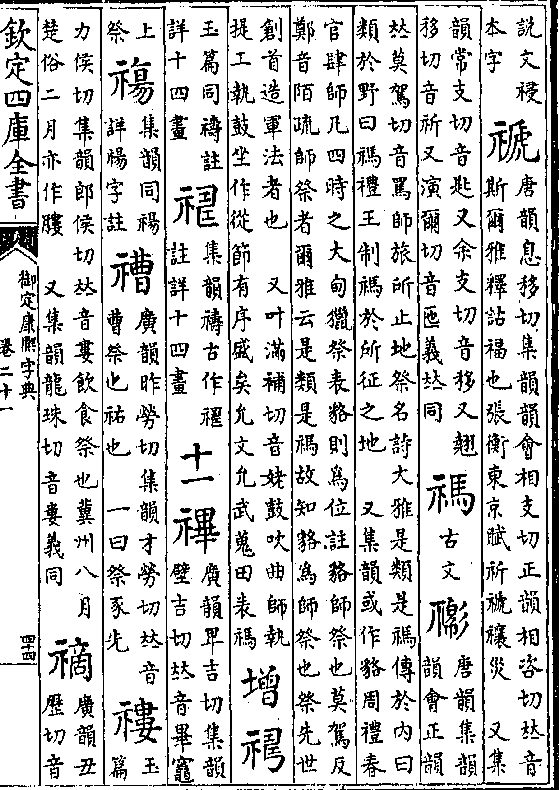 說文祲
本字
禠
唐韻息移切集韻韻會相支切正韻相咨切𠀤音
斯爾雅釋詁福也張衡東京賦祈禠禳災 又集
韻常支切音匙又余支切音移又翹
移切音祈又演爾切音匜義𠀤同
禡
古文
唐韻集韻
韻會正韻
𠀤莫駕切音罵師旅所止地祭名詩大雅是類是禡傳於内曰
類於野曰禡禮王制禡於所征之地 又集韻或作貉周禮春
官肆師凡四時之大甸獵祭表貉則為位註貉師祭也莫駕反
鄭音陌疏師祭者爾雅云是類是禡故知貉為師祭也祭先世
創首造軍法者也 又叶滿補切音姥鼓吹曲師執
提工執鼓坐作從節有序盛矣允文允武蒐田表禡
增
玉篇同禱註
詳十四畫
集韻禱古作
註詳十四畫
十一
廣韻卑吉切集韻
壁吉切𠀤音畢竈
上
祭
集韻同禓
詳禓字註
䄚
廣韻昨勞切集韻才勞切𠀤音
曹祭也祐也 一曰祭豕先
䄛
玉
篇
力侯切集韻郎侯切𠀤音婁飲食祭也冀州八月
楚俗二月亦作膢 又集韻龍珠切音婁義同
廣韻丑
歷切音
欽定四庫全書
御定康熙字典
卷二十一
四十四